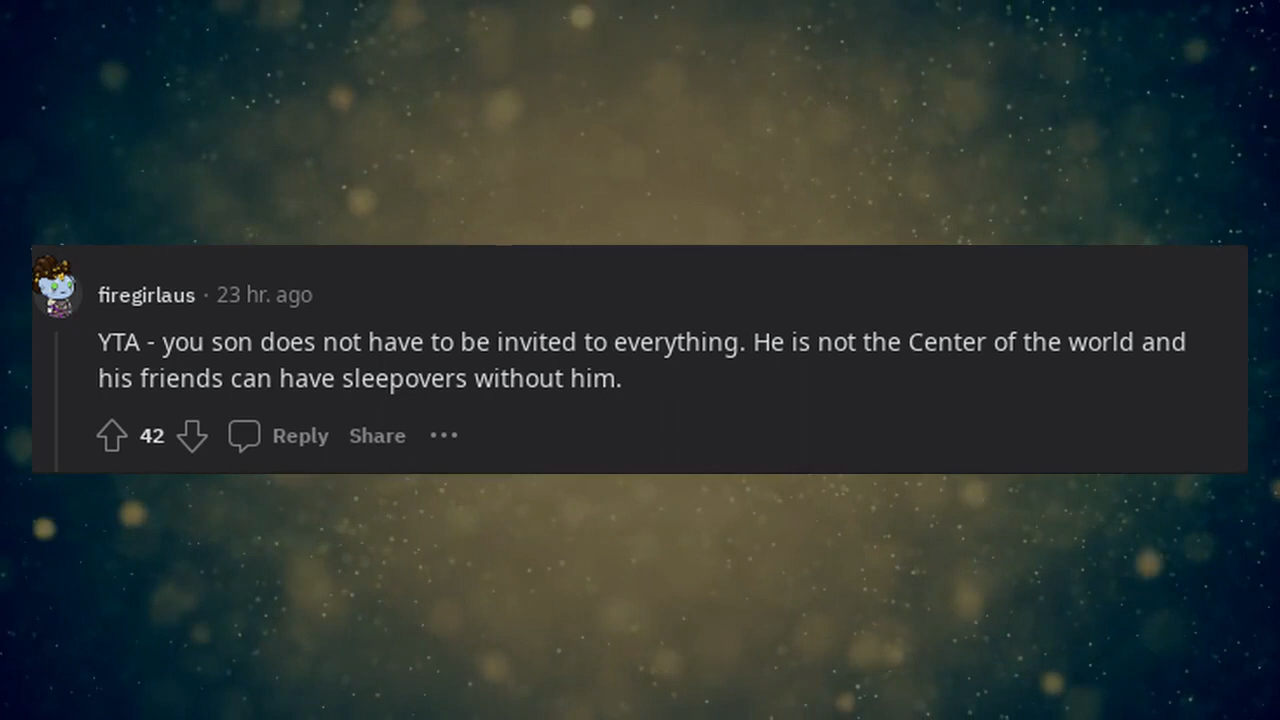 firegirlaus · 23 hr. ago
YTA - you son does not have to be invited to everything. He is not the Center of the world and
his friends can have sleepovers without him.
42 Reply Share ···